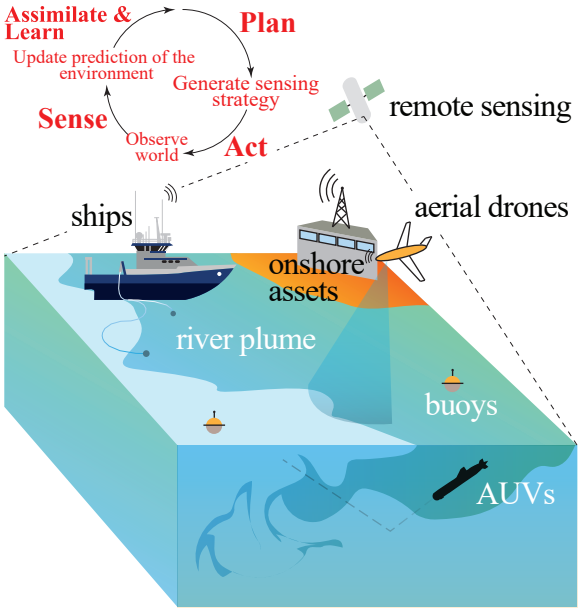 Assimilate &
Learn
Update prediction of the
environment
Plan
Generate sensing
strategy
Act
Observe
world
Sense
remote sensing
ships
aerial drones
onshore
assets
river plume
buoys
AUVs